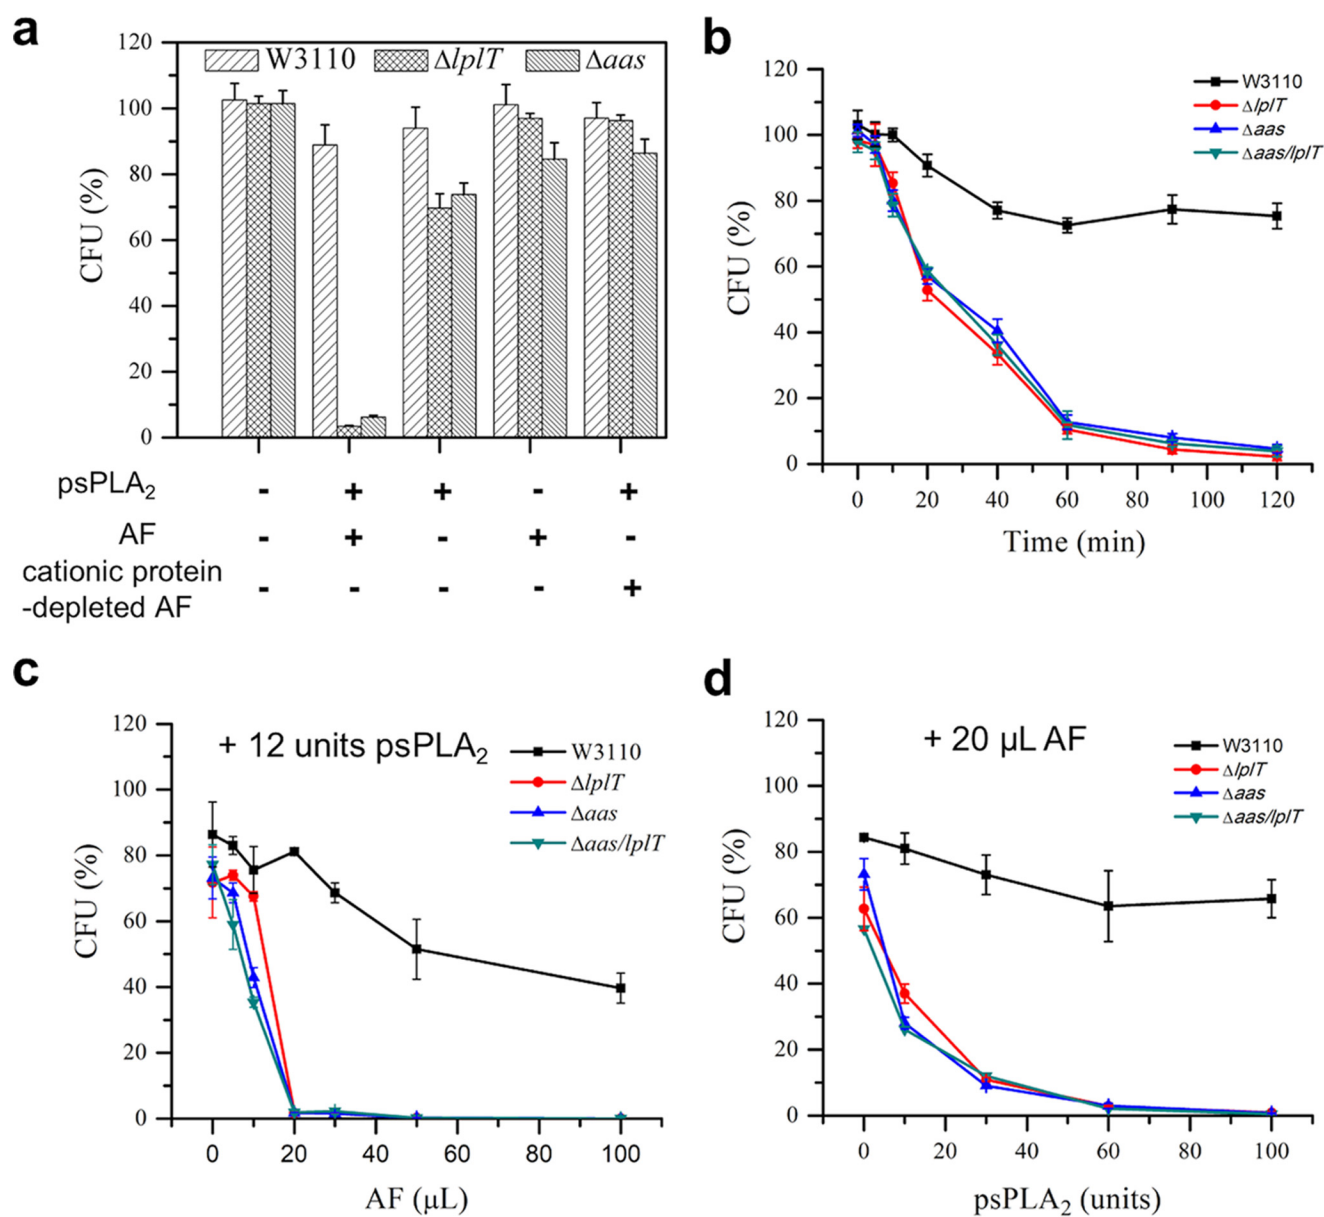 a
120
100
80
60
40
20
0
CFU (%)
W3110 ΔlplT Δaas
psPLA₂ - + + - +
AF - + - + -
cationic protein
-depleted AF - - - - +
b
120
100
80
60
40
20
0
CFU (%)
W3110
ΔlplT
Δaas
Δaas/lplT
0 20 40 60 80 100 120
Time (min)
c
120
100
80
60
40
20
0
CFU (%)
+ 12 units psPLA₂
W3110
ΔlplT
Δaas
Δaas/lplT
0 20 40 60 80 100
AF (μL)
d
120
100
80
60
40
20
0
CFU (%)
+ 20 μL AF
W3110
ΔlplT
Δaas
Δaas/lplT
0 20 40 60 80 100
psPLA₂ (units)